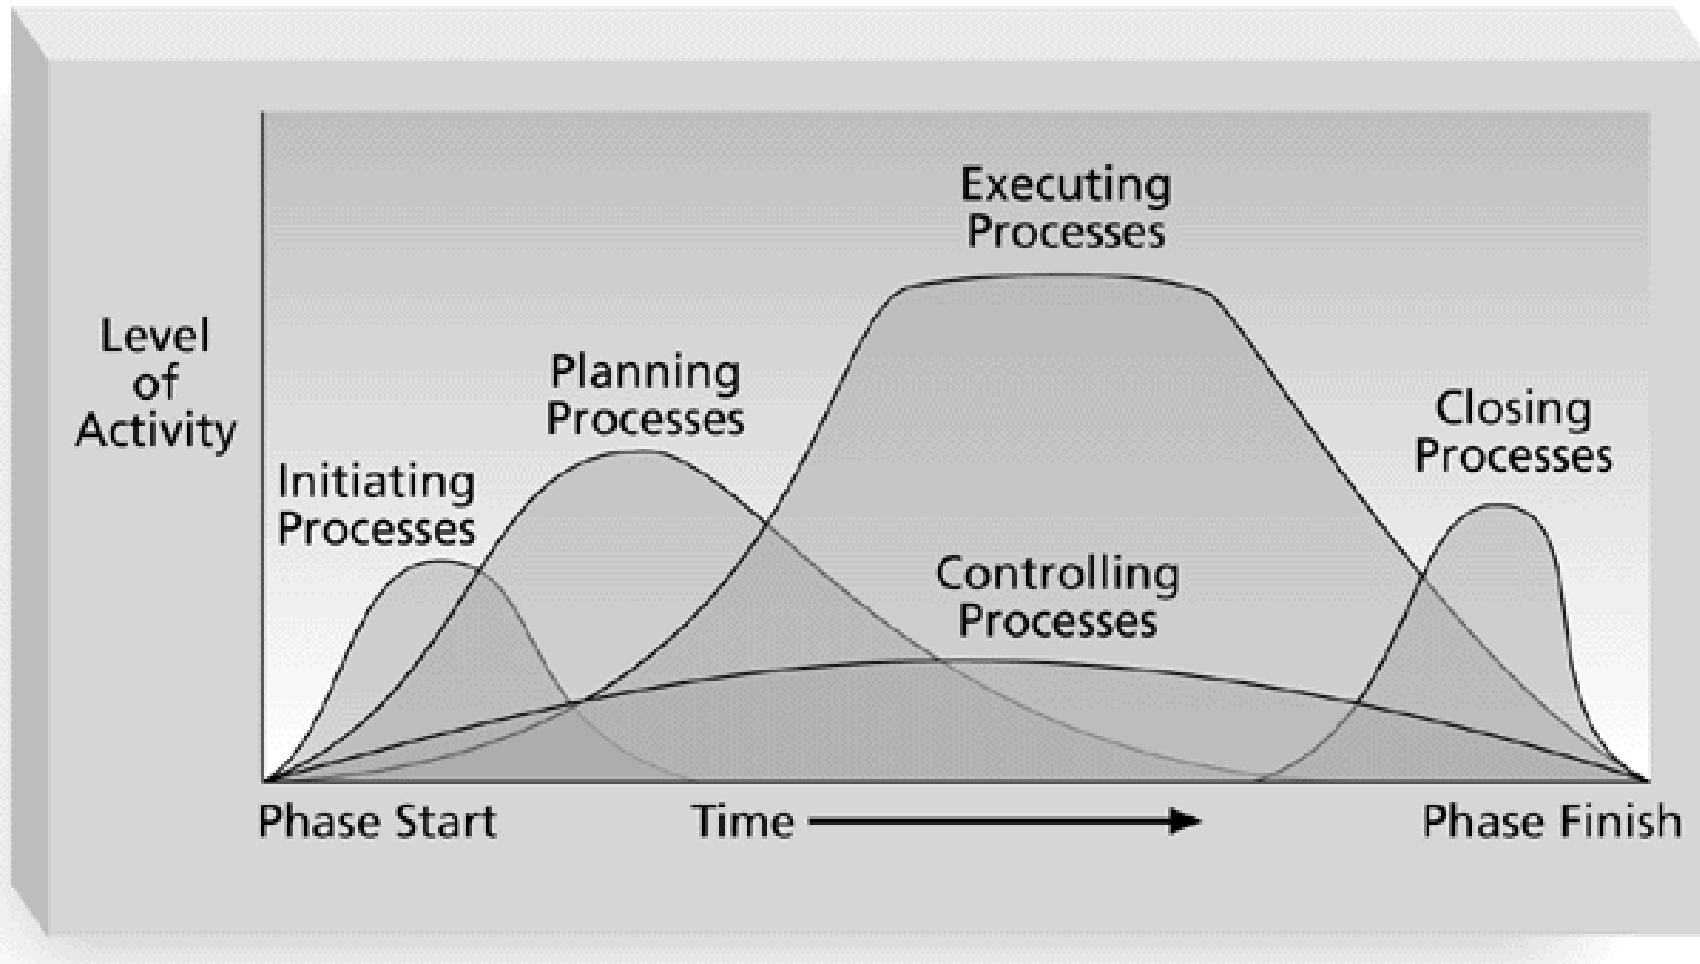 Executing
Processes
Level
of
Activity
Planning
Processes
Closing
Processes
Initiating
Processes
Controlling
Processes
Phase Start
Time
Phase Finish